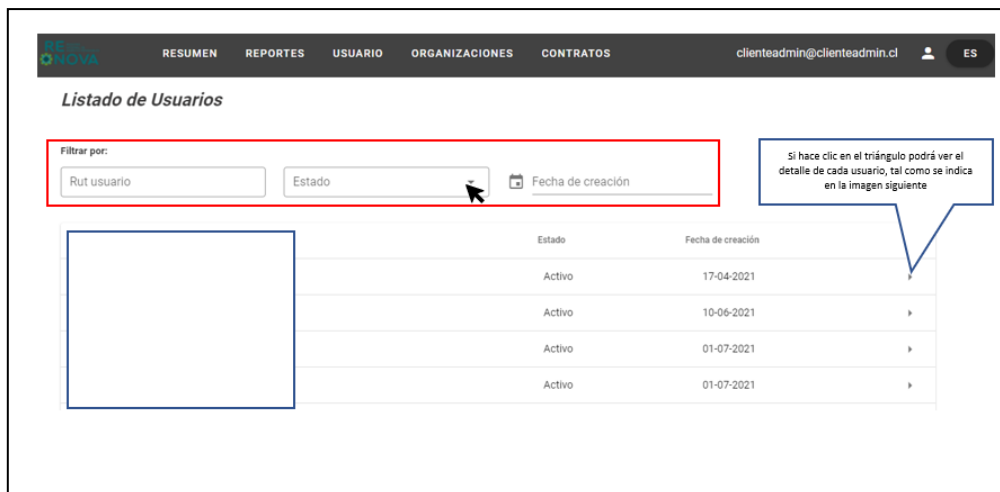 RENOVA
RESUMEN REPORTES USUARIO ORGANIZACIONES CONTRATOS clienteadmin@clienteadmin.cl ES
Listado de Usuarios
Filtrar por:
Rut usuario Estado Fecha de creación
Si hace clic en el triángulo podrá ver el
detalle de cada usuario, tal como se indica
en la imagen siguiente
Estado Fecha de creación
Activo 17-04-2021
Activo 10-06-2021
Activo 01-07-2021
Activo 01-07-2021